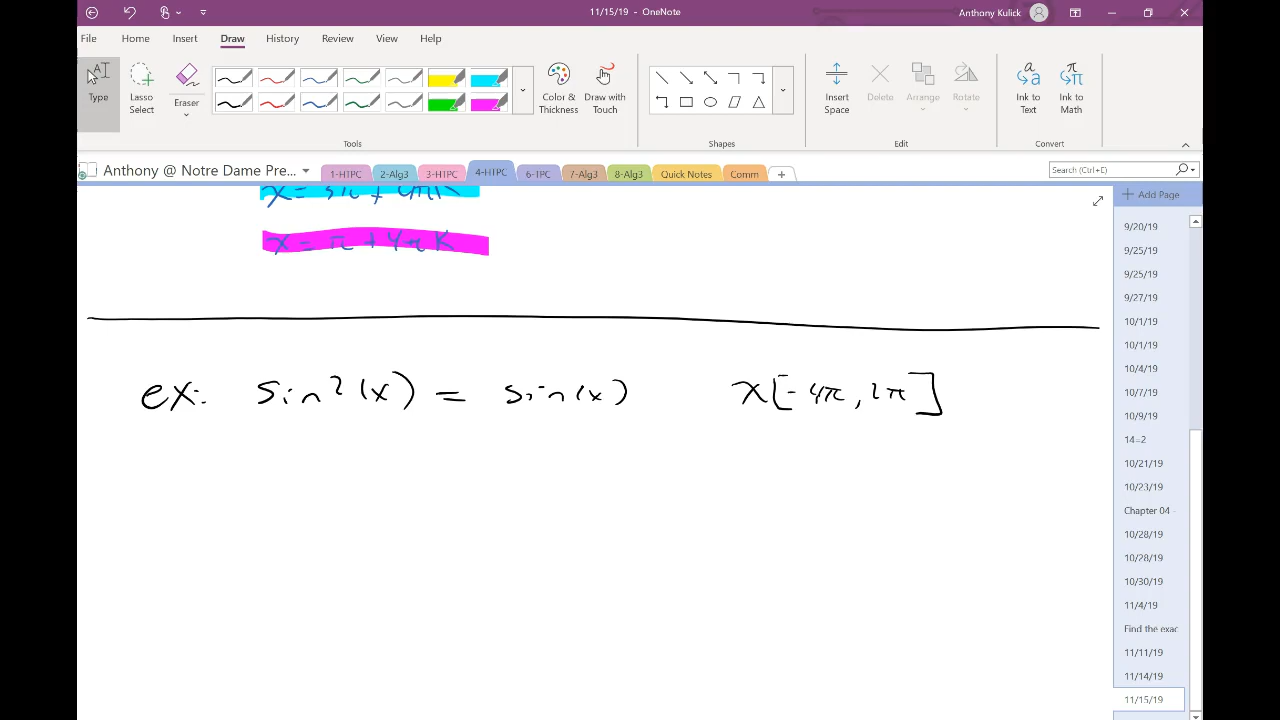 11/15/19 - OneNote
Anthony Kulick
File Home Insert Draw History Review View Help
Type
Lasso Select
Eraser
Color & Thickness
Draw with Touch
Insert Space
Delete
Arrange
Rotate
Ink to Text
Ink to Math
Tools
Shapes
Edit
Convert
Anthony @ Notre Dame Pre...
1-HTPC 2-Alg3 3-HTPC 4-HTPC 6-TPC 7-Alg3 8-Alg3 Quick Notes Comm
Search (Ctrl+E)
Add Page
x = 3π + 4πK
x = π + 4πK
ex: sin²(x) = sin(x) x[-4π, 2π]
9/20/19
9/25/19
9/25/19
9/27/19
10/1/19
10/1/19
10/4/19
10/7/19
10/9/19
14=2
10/21/19
10/23/19
Chapter 04 -
10/28/19
10/28/19
10/30/19
11/4/19
Find the exac
11/11/19
11/14/19
11/15/19